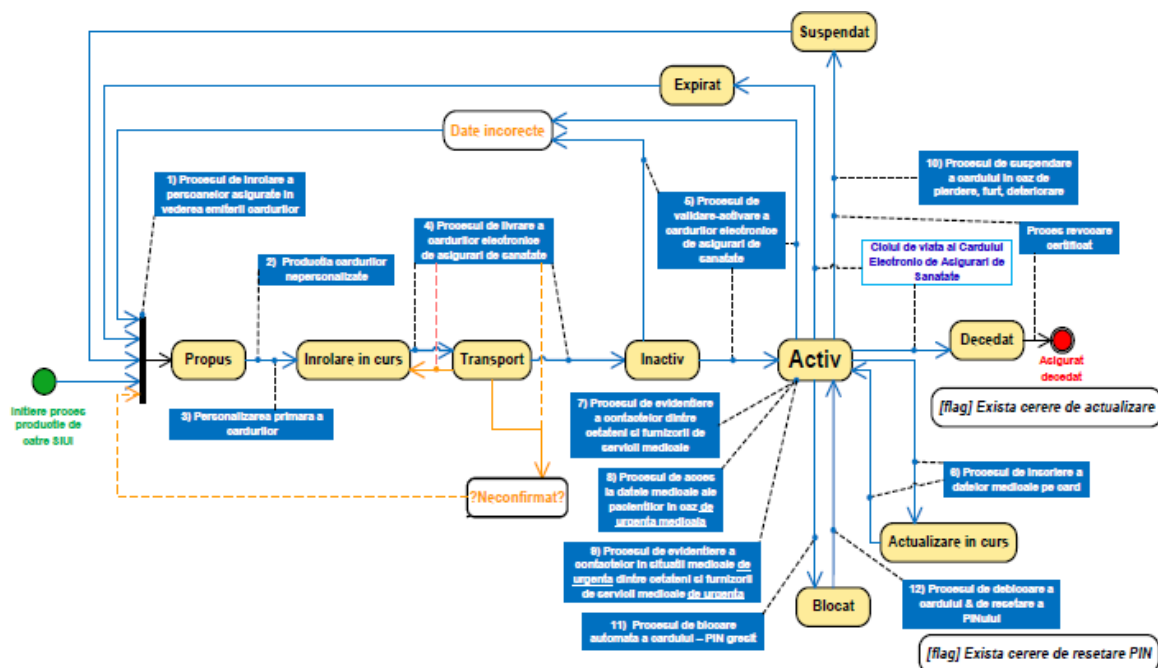 Suspendat
Expirat
Date incorecte
1) Procesul de inrolare a
persoanelor asigurate in
vederea emiterii cardurilor
4) Procesul de livrare a
cardurilor electronice
de asigurari de sanatate
5) Procesul de
validare-activare a
cardurilor electronice
de asigurari de
sanatate
10) Procesul de suspendare
a cardului in caz de
pierdere, furt, deteriorare
Proces revocare
certificat
Ciclul de viata al Cardului
Electronic de Asigurari de
Sanatate
2) Productia cardurilor
nepersonalizate
Propus
Inrolare in curs
Transport
Inactiv
Activ
Decedat
Asigurat
decedat
Initiere proces
productie de
catre SIUI
3) Personalizarea primara a
cardurilor
[flag] Exista cerere de actualizare
7) Procesul de evidentiere
a contactelor dintre
cetateni si furnizorii de
servicii medicale
8) Procesul de acces
la datele medicale ale
pacientilor in caz de
urgenta medicala
6) Procesul de inscriere a
datelor medicale pe card
?Neconfirmat?
Actualizare in curs
9) Procesul de evidentiere a
contactelor in situatii medicale de
urgenta dintre cetateni si furnizorii
de servicii medicale de urgenta
Blocat
12) Procesul de deblocare a
cardului & de resetare a
PINului
11) Procesul de blocare
automata a cardului – PIN gresit
[flag] Exista cerere de resetare PIN